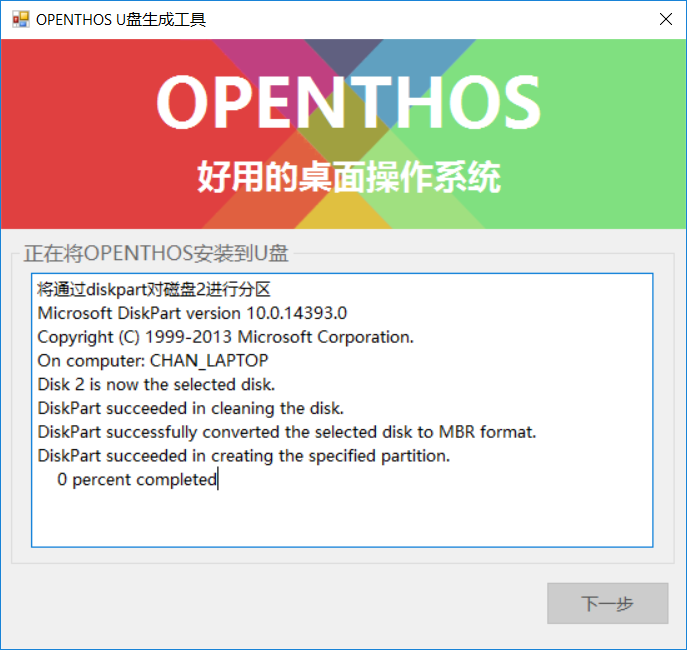 OPENTHOS U盘生成工具
OPENTHOS
好用的桌面操作系统
正在将OPENTHOS安装到U盘
将通过diskpart对磁盘2进行分区
Microsoft DiskPart version 10.0.14393.0
Copyright (C) 1999-2013 Microsoft Corporation.
On computer: CHAN_LAPTOP
Disk 2 is now the selected disk.
DiskPart succeeded in cleaning the disk.
DiskPart successfully converted the selected disk to MBR format.
DiskPart succeeded in creating the specified partition.
0 percent completed
下一步